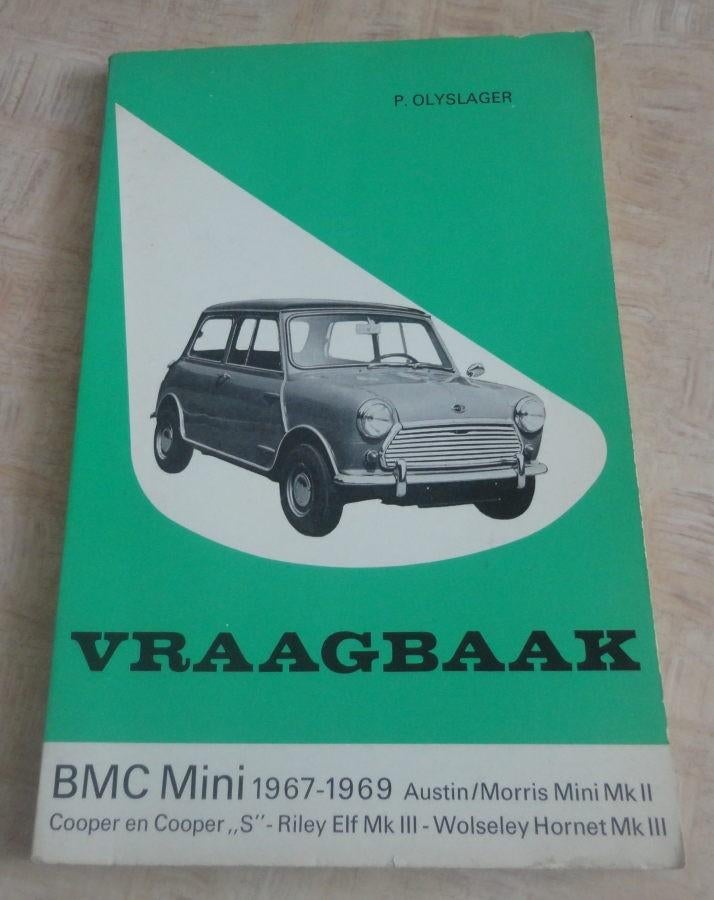 P. OLYSLAGER
VRAAGBAAK
BMC Mini 1967-1969 Austin/Morris Mini Mk II
Cooper en Cooper „S"- Riley Elf Mk III - Wolseley Hornet Mk III